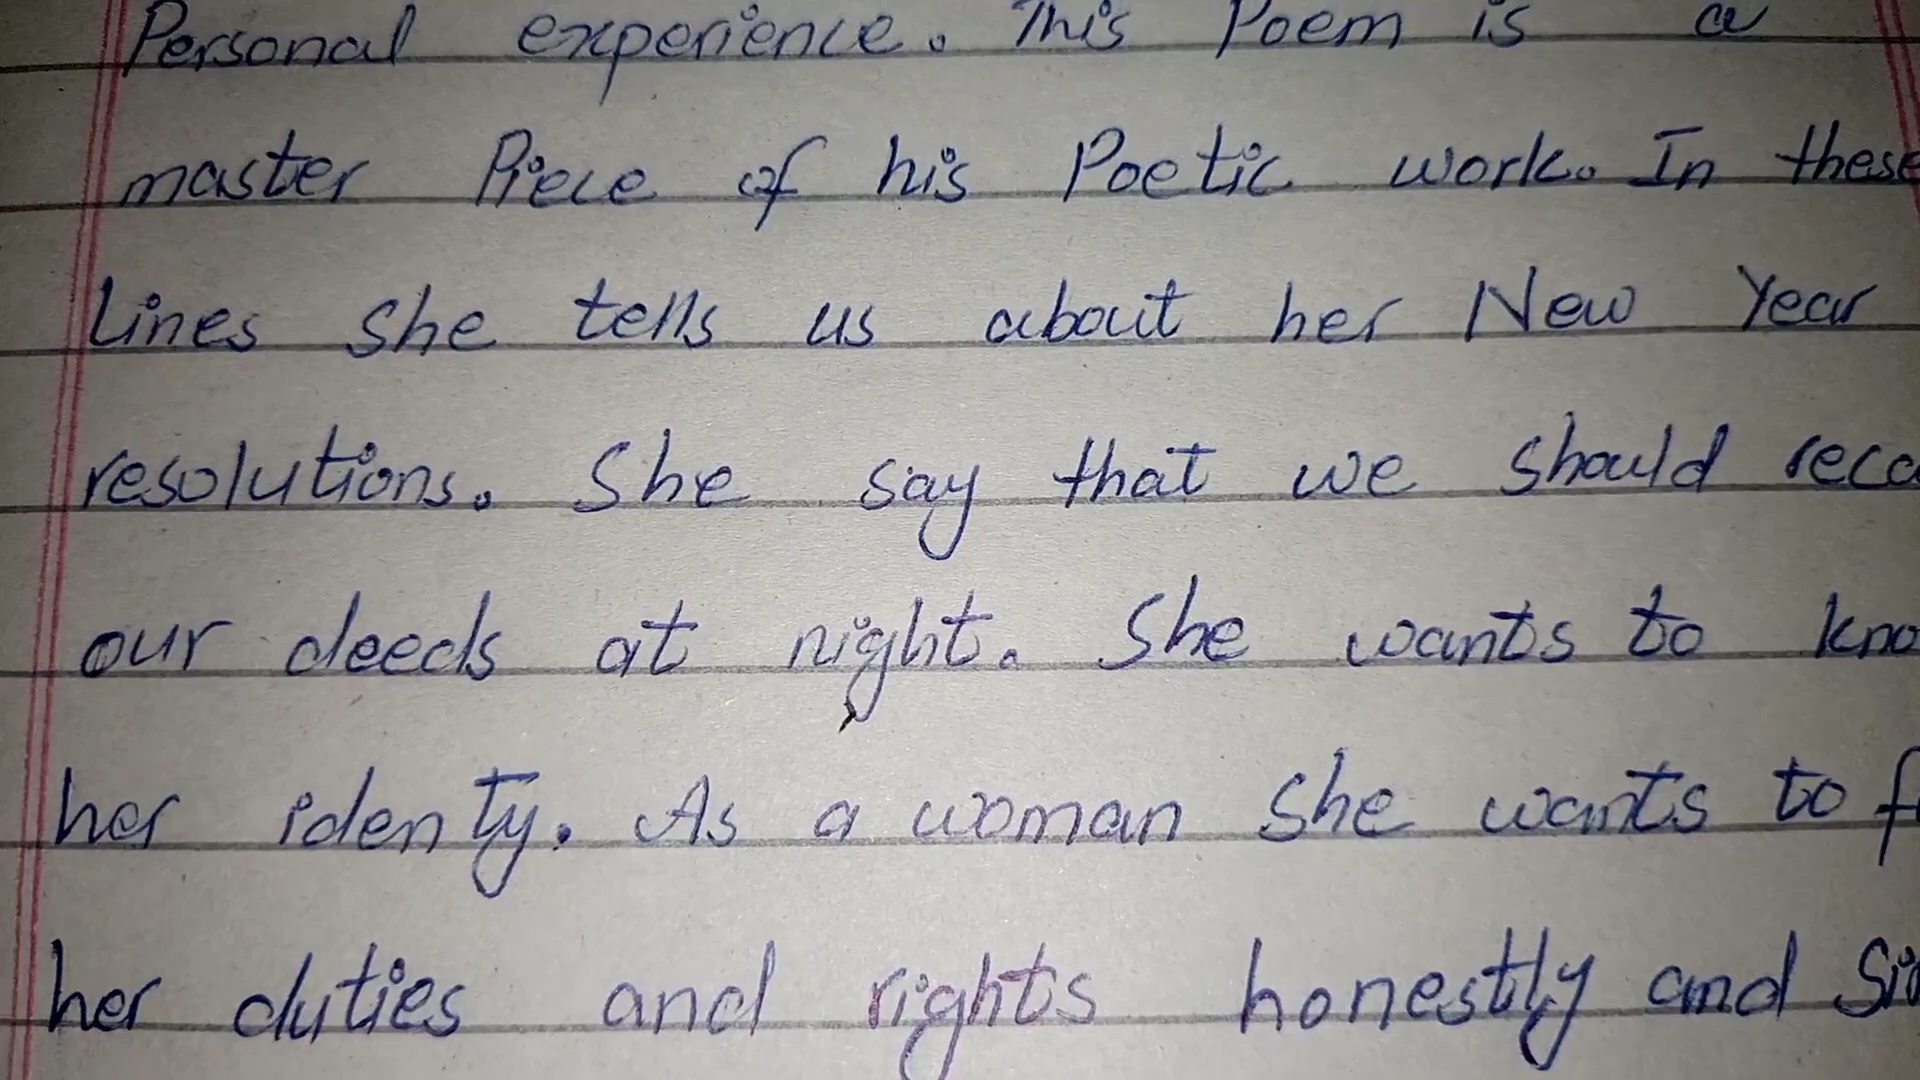 Personal experience. This Poem is a
master Piece of his Poetic work. In these
Lines she tells us about her New Year
resolutions. She say that we should
our deeds at night. She wants to
her identy. As a woman she wants to
her duties and rights honestly and